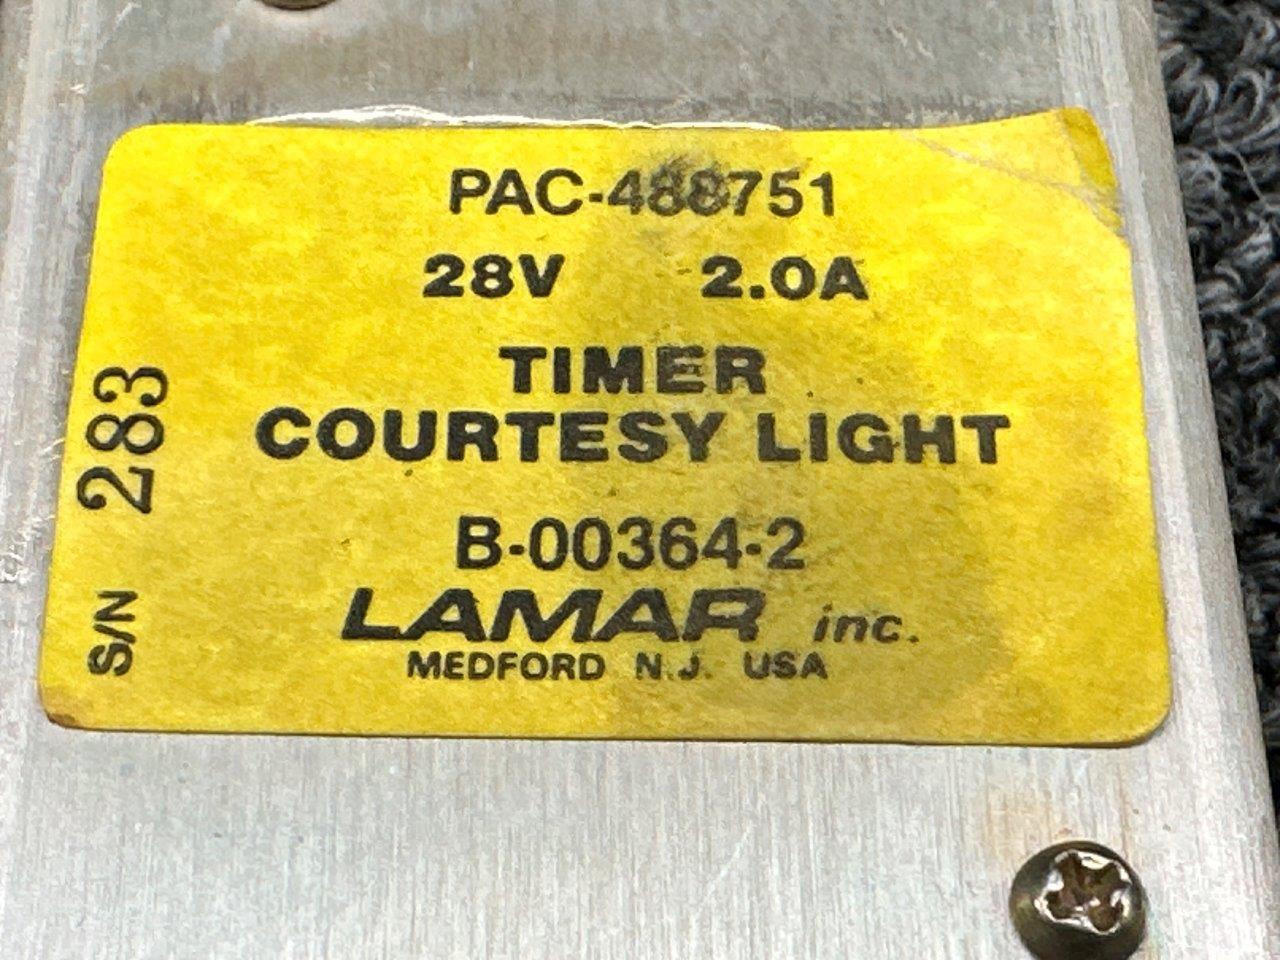 PAC-488751
28V 2.0A
TIMER
COURTESY LIGHT
B-00364-2
LAMAR inc.
MEDFORD N.J. USA
S/N 283